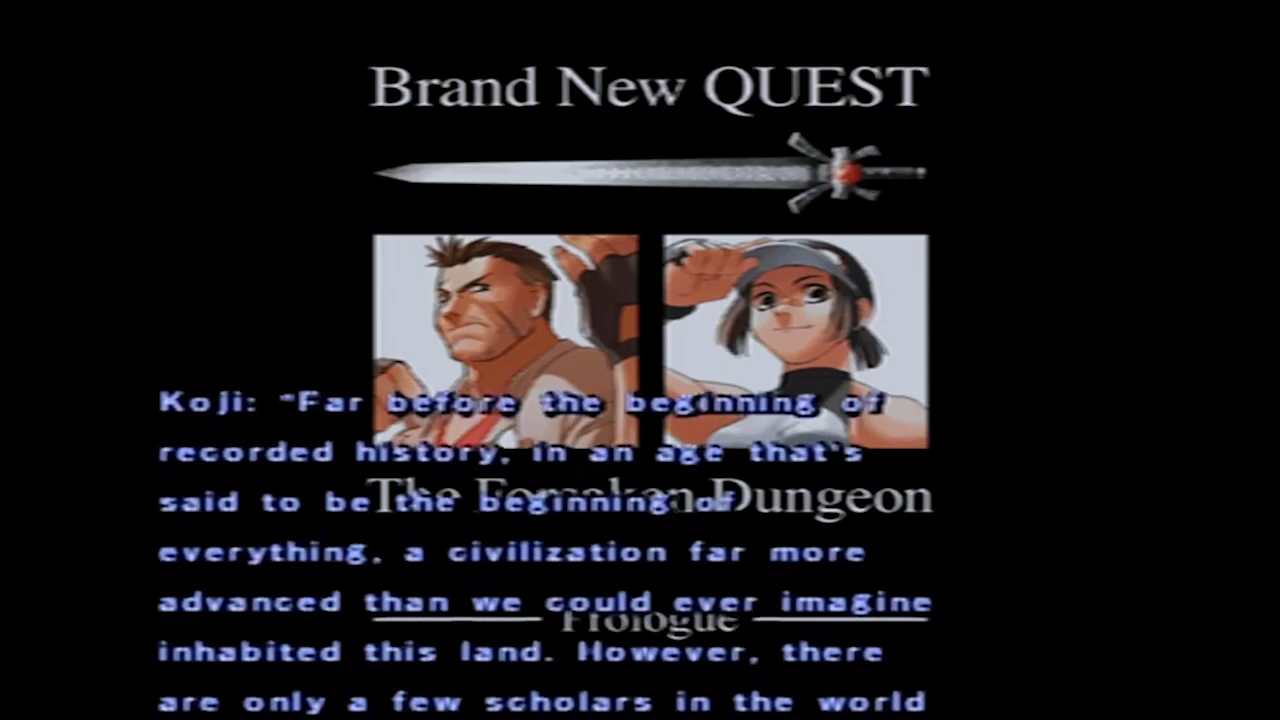 Brand New QUEST
Koji: "Far before the beginning of
recorded history, in an age that's
The Forsaken Dungeon
said to be the beginning of
everything, a civilization far more
advanced than we could ever imagine
Prologue
inhabited this land. However, there
are only a few scholars in the world